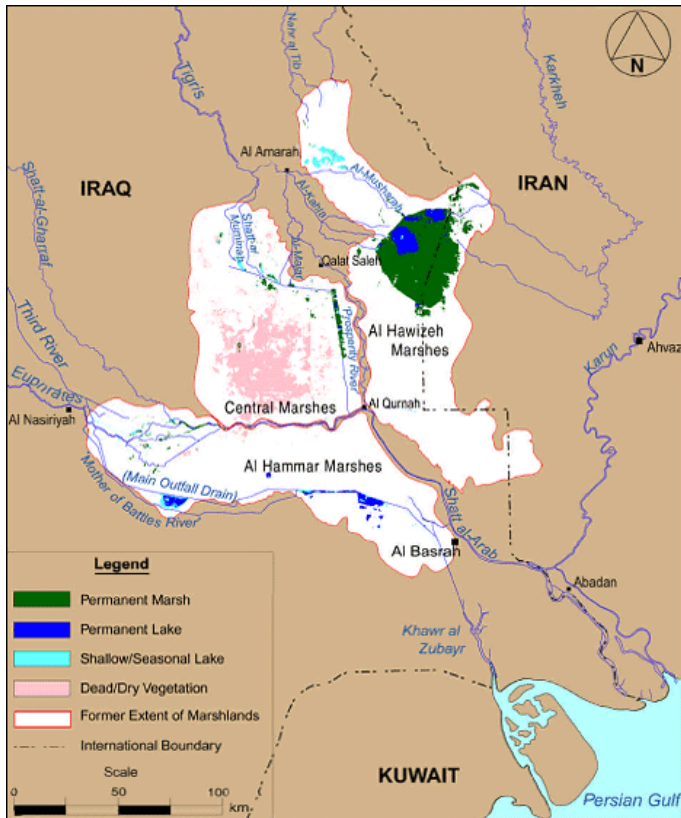 Nahr al Tib
Tigris
Karkheh
N
Al Amarah
Shatt-al-Gharraf
IRAQ
IRAN
Al-Musharrah
Al-Kahla
Shatt-al
Muminah
Al-Majar
Qalat Saleh
Third River
Prosperity River
Al Hawizeh
Marshes
Karun
Ahvaz
Euphrates
Al Nasiriyah
Central Marshes
Al Qurnah
Al Hammar Marshes
(Main Outfall Drain)
Mother of Battles River
Shatt al-Arab
Al Basrah
Abadan
Khawr al
Zubayr
Legend
Permanent Marsh
Permanent Lake
Shallow/Seasonal Lake
Dead/Dry Vegetation
Former Extent of Marshlands
International Boundary
Scale
0 50 100
km
KUWAIT
Persian Gulf